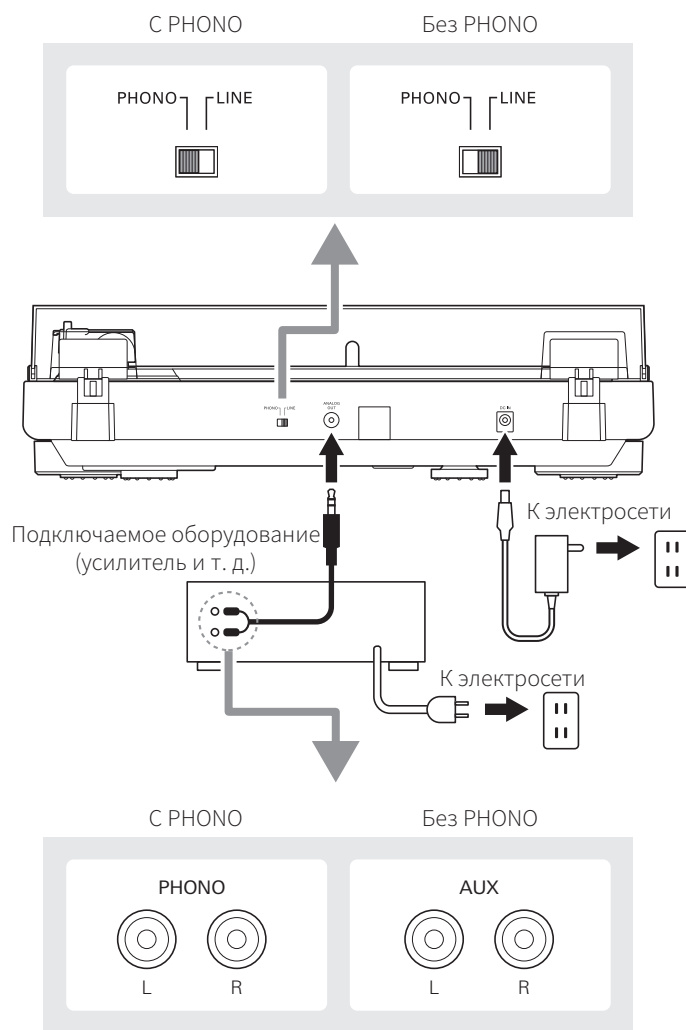 С PHONO
Без PHONO
PHONO LINE
PHONO LINE
PHONO LINE
ANALOG
OUT
DC IN
К электросети
Подключаемое оборудование
(усилитель и т. д.)
К электросети
С PHONO
Без PHONO
PHONO
L R
AUX
L R